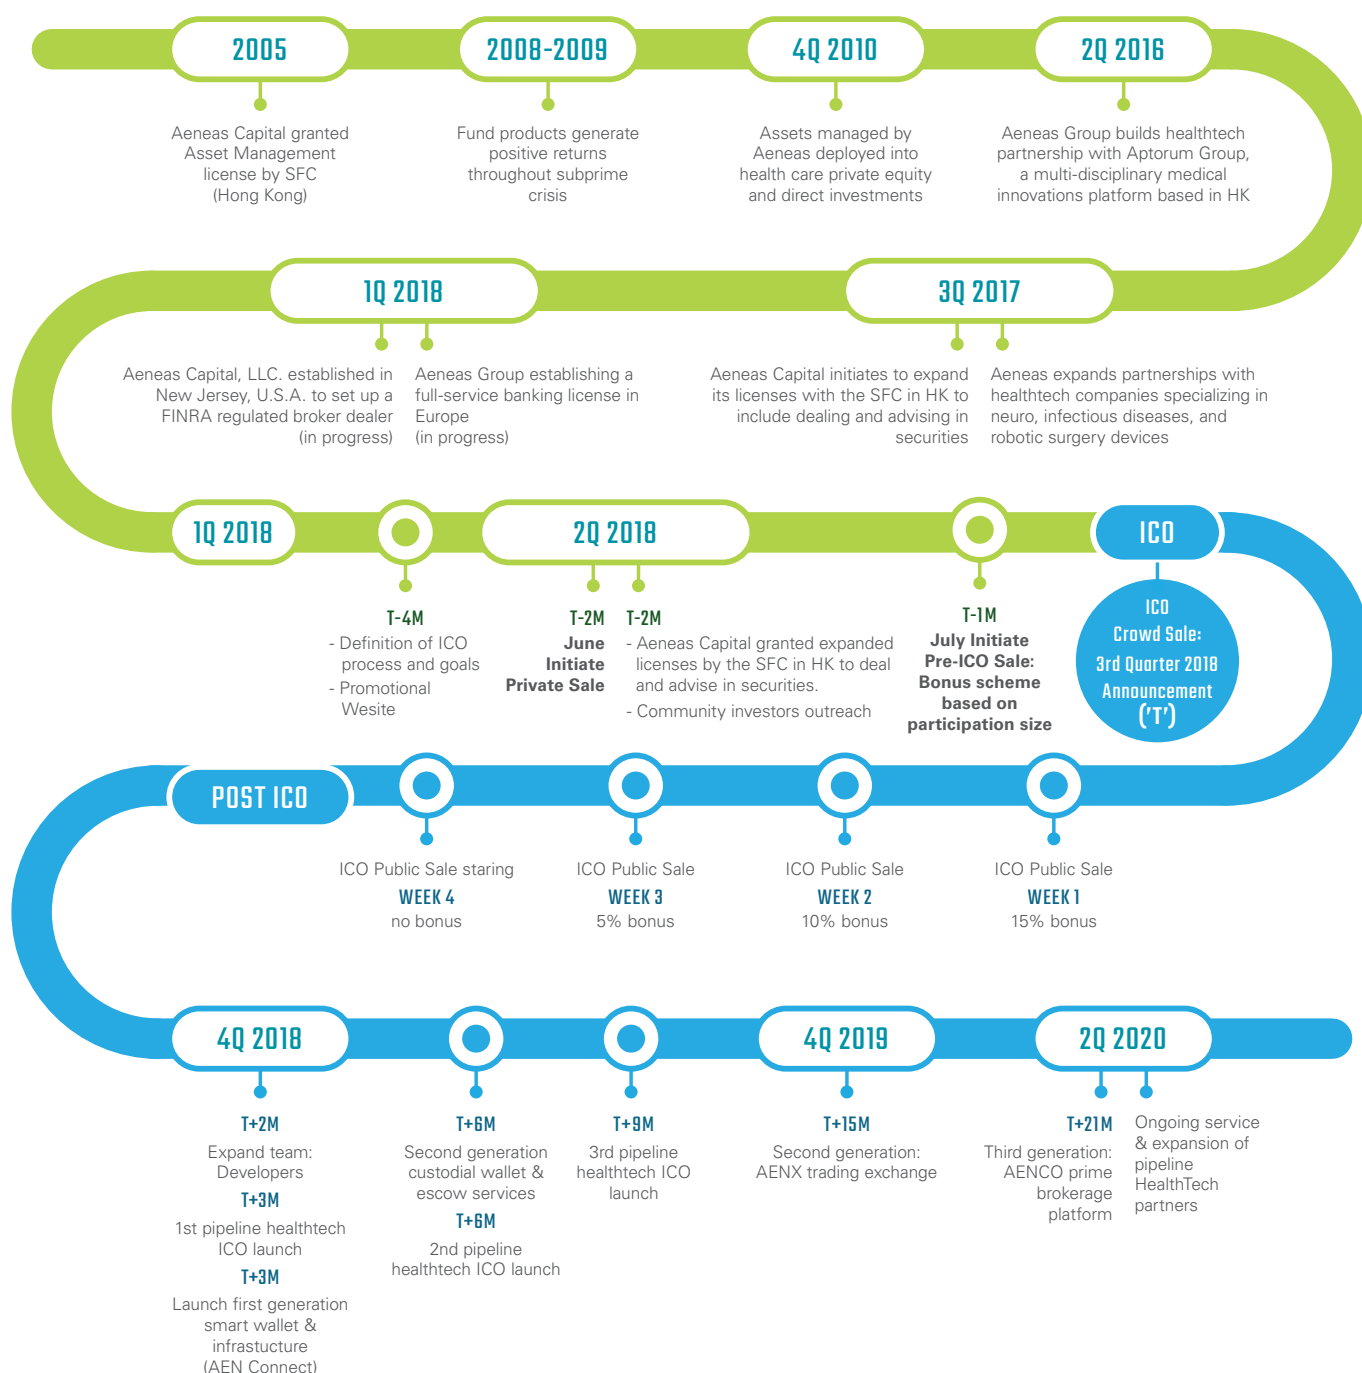 2005
Aeneas Capital granted
Asset Management
license by SFC
(Hong Kong)
2008-2009
Fund products generate
positive returns
throughout subprime
crisis
4Q 2010
Assets managed by
Aeneas deployed into
health care private equity
and direct investments
2Q 2016
Aeneas Group builds healthtech
partnership with Aptorum Group,
a multi-disciplinary medical
innovations platform based in HK
3Q 2017
Aeneas Capital initiates to expand
its licenses with the SFC in HK to
include dealing and advising in
securities
Aeneas expands partnerships with
healthtech companies specializing in
neuro, infectious diseases, and
robotic surgery devices
1Q 2018
Aeneas Capital, LLC. established in
New Jersey, U.S.A. to set up a
FINRA regulated broker dealer
(in progress)
Aeneas Group establishing a
full-service banking license in
Europe
(in progress)
1Q 2018
T-4M
- Definition of ICO
process and goals
- Promotional
Wesite
2Q 2018
T-2M
June
Initiate
Private Sale
T-2M
- Aeneas Capital granted expanded
licenses by the SFC in HK to deal
and advise in securities.
- Community investors outreach
T-1M
July Initiate
Pre-ICO Sale:
Bonus scheme
based on
participation size
ICO
ICO
Crowd Sale:
3rd Quarter 2018
Announcement
('T')
ICO Public Sale
WEEK 1
15% bonus
ICO Public Sale
WEEK 2
10% bonus
ICO Public Sale
WEEK 3
5% bonus
ICO Public Sale staring
WEEK 4
no bonus
POST ICO
4Q 2018
T+2M
Expand team:
Developers
T+3M
1st pipeline healthtech
ICO launch
T+3M
Launch first generation
smart wallet &
infrastucture
(AEN Connect)
T+6M
Second generation
custodial wallet &
escow services
T+6M
2nd pipeline
healthtech ICO launch
T+9M
3rd pipeline
healthtech ICO
launch
4Q 2019
T+15M
Second generation:
AENX trading exchange
2Q 2020
T+21M
Third generation:
AENCO prime
brokerage
platform
Ongoing service
& expansion of
pipeline
HealthTech
partners